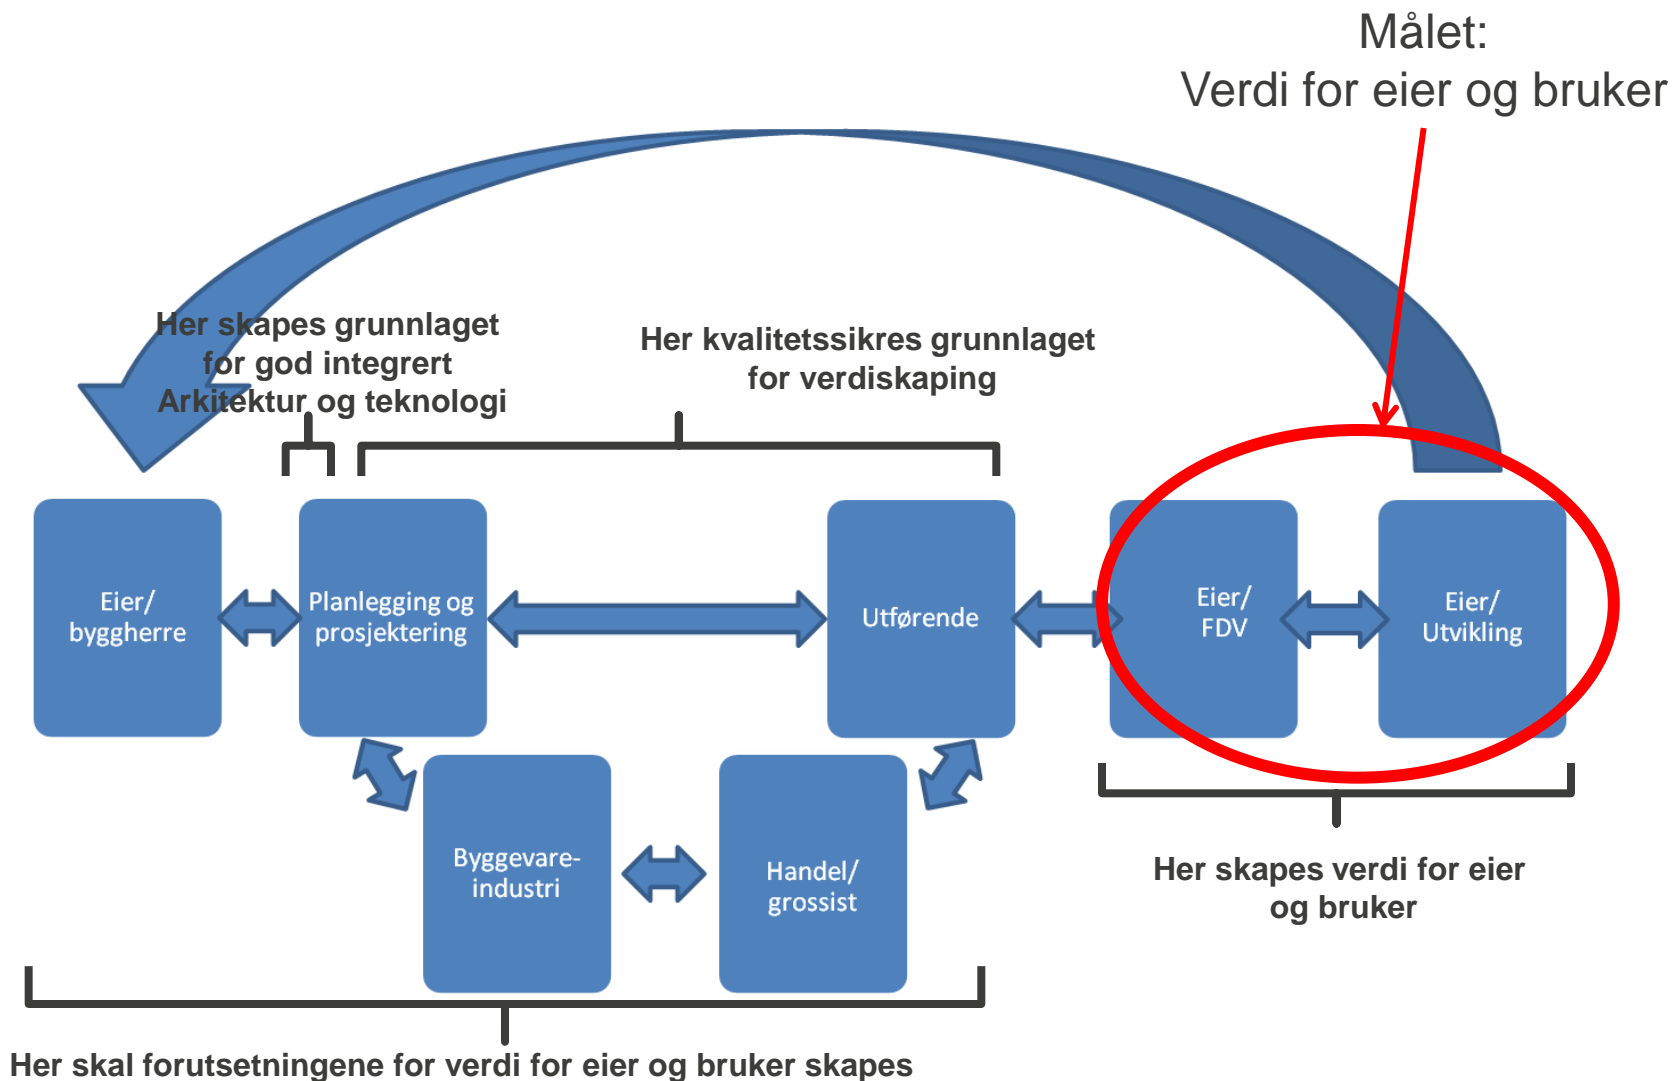 Målet:
Verdi for eier og bruker
Her skapes grunnlaget
for god integrert
Arkitektur og teknologi
Her kvalitetssikres grunnlaget
for verdiskaping
Eier/
byggherre
Planlegging og
prosjektering
Utførende
Eier/
FDV
Eier/
Utvikling
Byggevare-
industri
Handel/
grossist
Her skapes verdi for eier
og bruker
Her skal forutsetningene for verdi for eier og bruker skapes